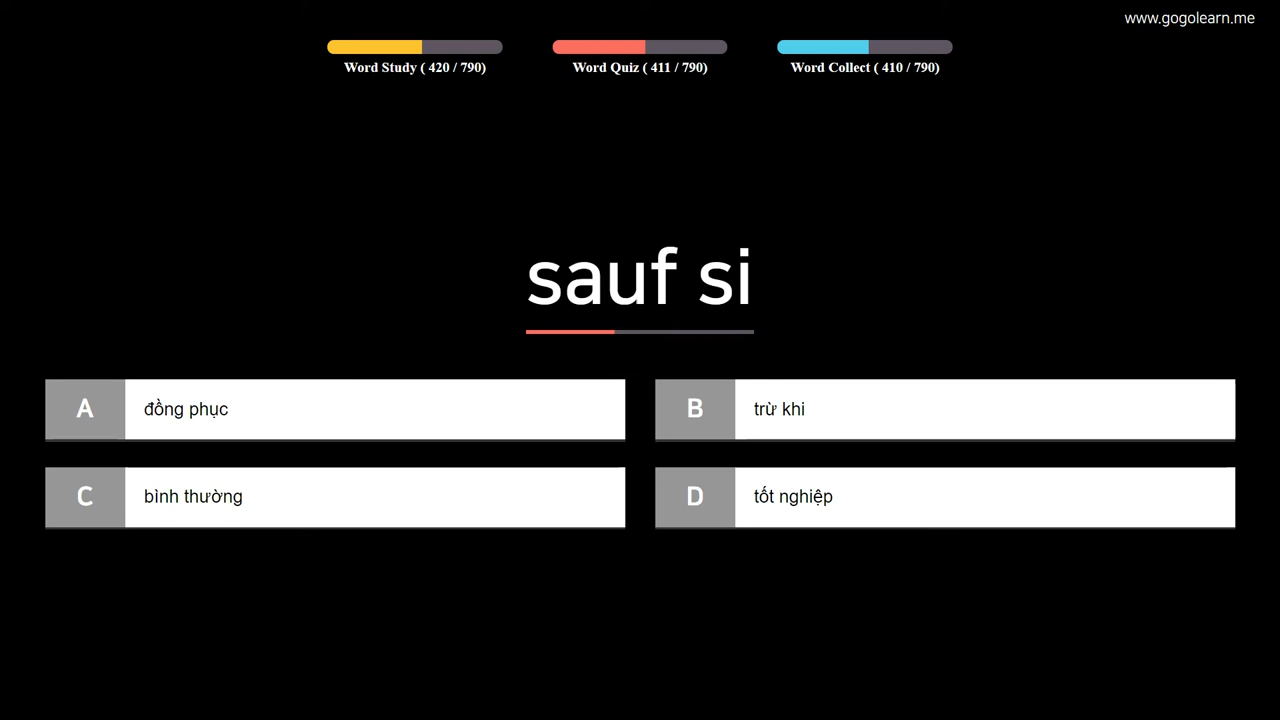 www.gogolearn.me
Word Study ( 420 / 790)
Word Quiz ( 411 / 790)
Word Collect ( 410 / 790)
sauf si
A đồng phục
B trừ khi
C bình thường
D tốt nghiệp